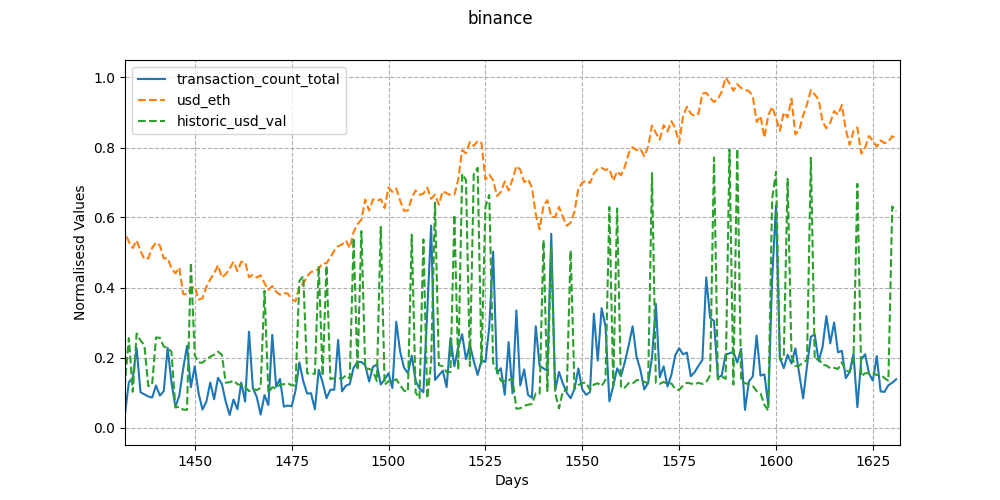 binance
transaction_count_total
usd_eth
historic_usd_val
Normalisesd Values
1.0
0.8
0.6
0.4
0.2
0.0
1450 1475 1500 1525 1550 1575 1600 1625
Days